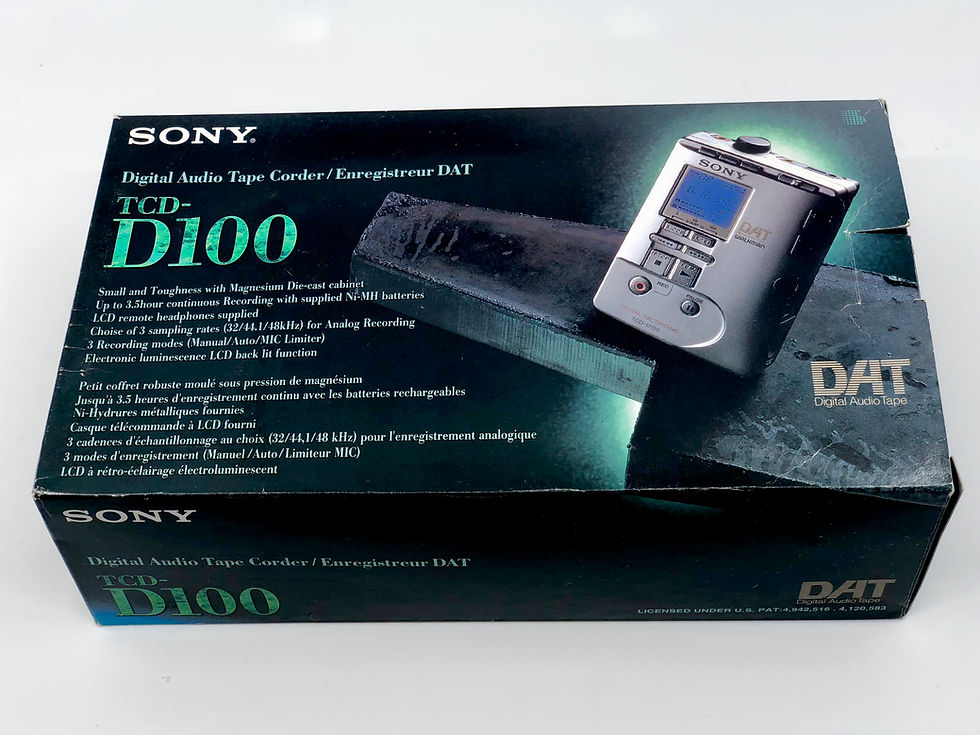 SONY®
Digital Audio Tape Corder/Enregistreur DAT
TCD-
D100
Small and Toughness with Magnesium Die-cast cabinet
Up to 3.5hour continuous Recording with supplied Ni-MH batteries
LCD remote headphones supplied
Choise of 3 sampling rates (32/44.1/48kHz) for Analog Recording
3 Recording modes (Manual/Auto/MIC Limiter)
Electronic luminescence LCD back lit function
Petit coffret robuste moulé sous pression de magnésium
Jusqu'à 3.5 heures d'enregistrement continu avec les batteries rechargeables
Ni-Hydrures métalliques fournies
Casque télécommande à LCD fourni
3 cadences d'échantillonnage au choix (32/44,1/48 kHz) pour l'enregistrement analogique
3 modes d'enregistrement (Manuel/Auto/Limiteur MIC)
LCD à rétro-éclairage électroluminescent
SONY
DAT
WALKMAN
REC
PAUSE
DIGITAL RECORDING
TCD-D100
DAT
Digital Audio Tape
SONY
Digital Audio Tape Corder/Enregistreur DAT
TCD-
D100
DAT
Digital Audio Tape
LICENSED UNDER U.S. PAT:4,942,516 . 4,120,583